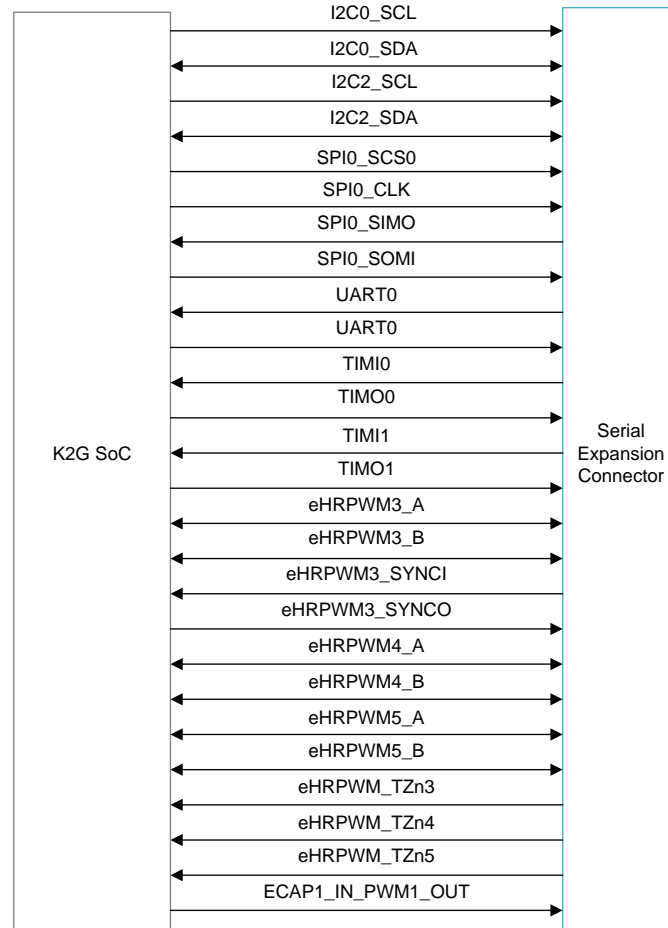 I2C0_SCL
I2C0_SDA
I2C2_SCL
I2C2_SDA
SPI0_SCS0
SPI0_CLK
SPI0_SIMO
SPI0_SOMI
UART0
UART0
TIMI0
TIMO0
TIMI1
TIMO1
eHRPWM3_A
eHRPWM3_B
eHRPWM3_SYNCI
eHRPWM3_SYNCO
eHRPWM4_A
eHRPWM4_B
eHRPWM5_A
eHRPWM5_B
eHRPWM_TZn3
eHRPWM_TZn4
eHRPWM_TZn5
ECAP1_IN_PWM1_OUT
K2G SoC
Serial
Expansion
Connector